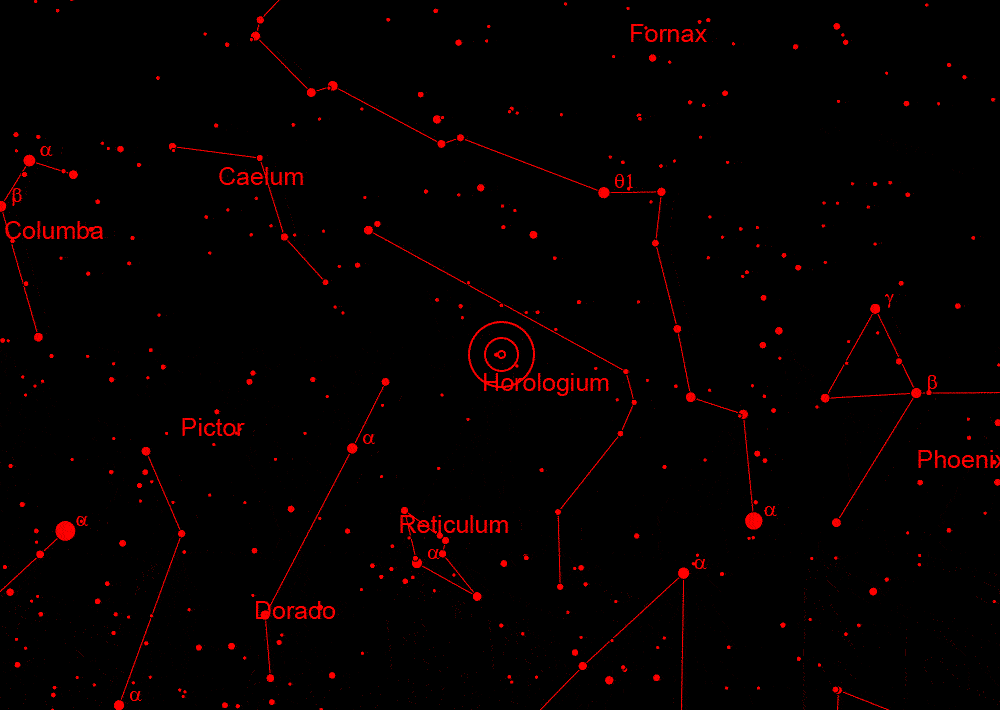 Fornax
α
Caelum
θ1
β
Columba
γ
Horologium
β
Pictor
α
Phoenix
α
α
Reticulum
α
α
Dorado
α